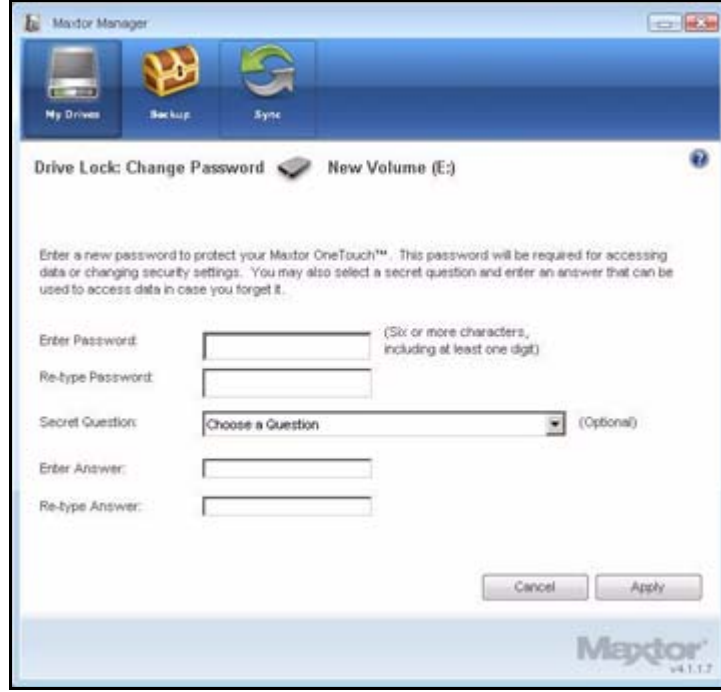 Maxtor Manager
My Drives
Backup
Sync
Drive Lock: Change Password
New Volume (E:)
?
Enter a new password to protect your Maxtor OneTouch™. This password will be required for accessing
data or changing security settings. You may also select a secret question and enter an answer that can be
used to access data in case you forget it.
Enter Password:
(Six or more characters,
including at least one digit)
Re-type Password:
Secret Question:
Choose a Question
(Optional)
Enter Answer:
Re-type Answer:
Cancel
Apply
Maxtor
v4.1.1.7